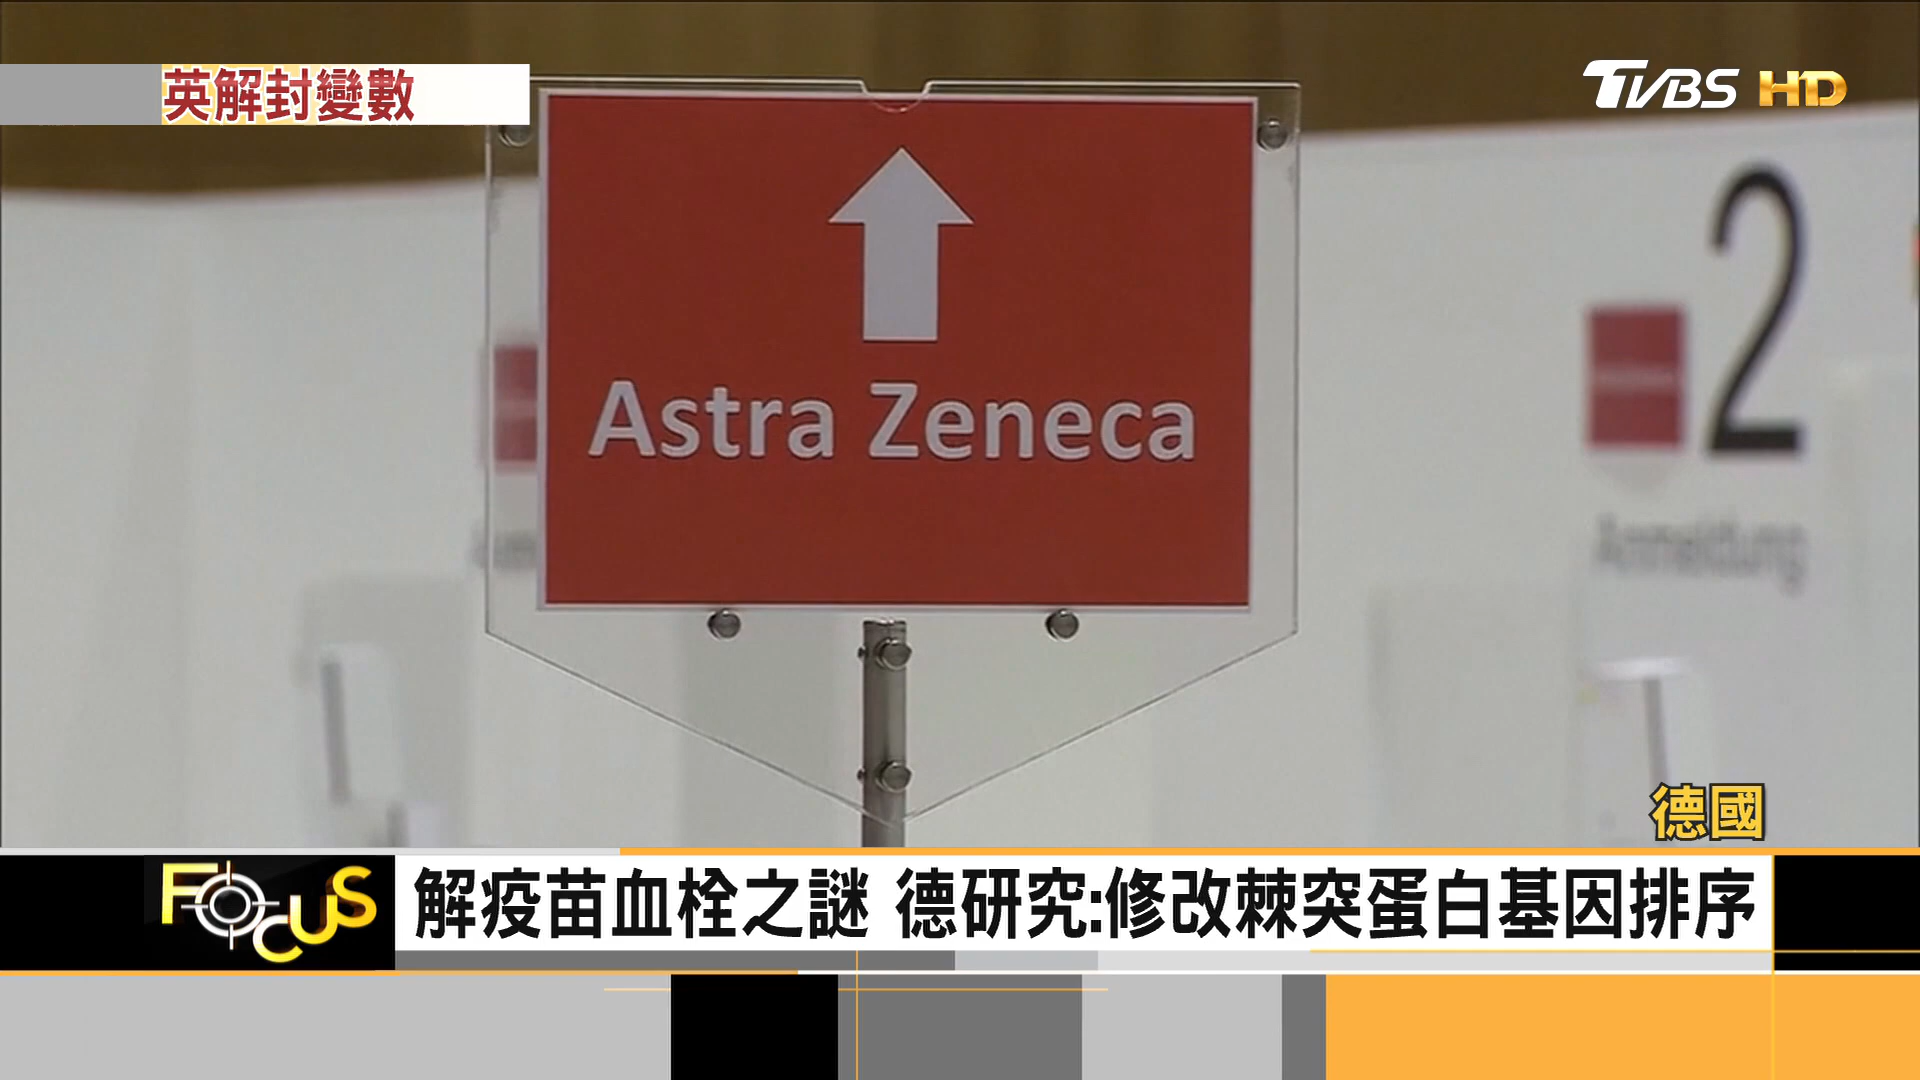 英解封變數
TVBS HD
Astra Zeneca
2
Anmeldung
德國
FOCUS
解疫苗血栓之謎 德研究:修改棘突蛋白基因排序